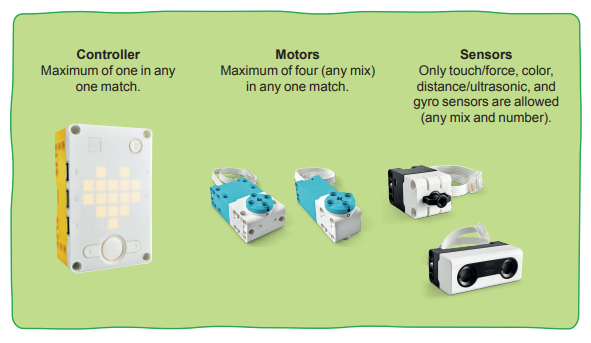 Controller
Maximum of one in any
one match.
Motors
Maximum of four (any mix)
in any one match.
Sensors
Only touch/force, color,
distance/ultrasonic, and
gyro sensors are allowed
(any mix and number).